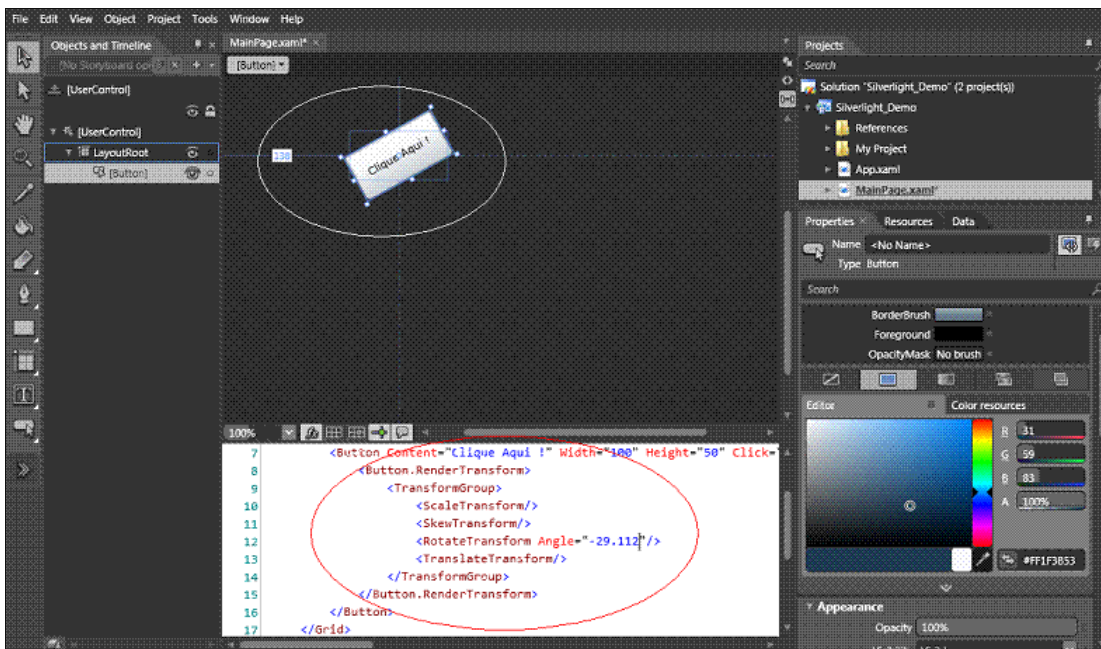 File Edit View Object Project Tools Window Help
Objects and Timeline
(No Storyboard op
[UserControl]
[UserControl]
LayoutRoot
[Button]
MainPage.xaml*
[Button]
138
Clique Aqui !
100%
7 <Button Content="Clique Aqui !" Width="100" Height="50" Click="
8 <Button.RenderTransform>
9 <TransformGroup>
10 <ScaleTransform/>
11 <SkewTransform/>
12 <RotateTransform Angle="-29.112"/>
13 <TranslateTransform/>
14 </TransformGroup>
15 </Button.RenderTransform>
16 </Button>
17 </Grid>
Projects
Search
Solution "Silverlight_Demo" (2 project(s))
Silverlight_Demo
References
My Project
App.xaml
MainPage.xaml*
Properties Resources Data
Name <No Name>
Type Button
Search
BorderBrush
Foreground
OpacityMask No brush
Editor Color resources
R 31
G 59
B 83
A 100%
#FF1F3B53
Appearance
Opacity 100%